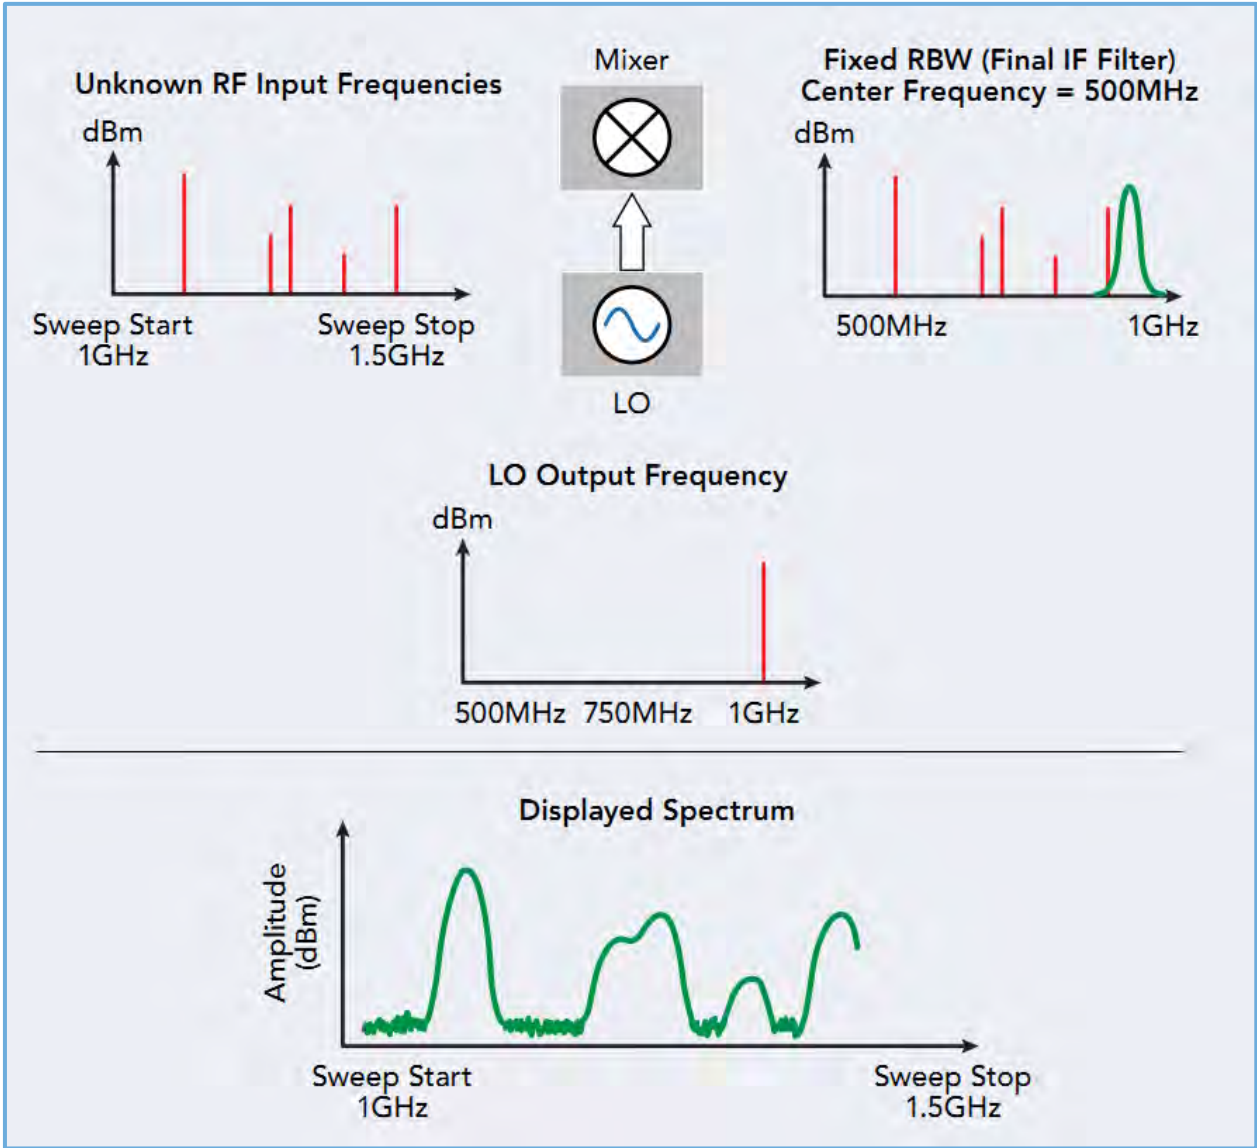 Unknown RF Input Frequencies
dBm
Sweep Start
1GHz
Sweep Stop
1.5GHz
Mixer
LO
Fixed RBW (Final IF Filter)
Center Frequency = 500MHz
dBm
500MHz
1GHz
LO Output Frequency
dBm
500MHz 750MHz 1GHz
Displayed Spectrum
Amplitude
(dBm)
Sweep Start
1GHz
Sweep Stop
1.5GHz